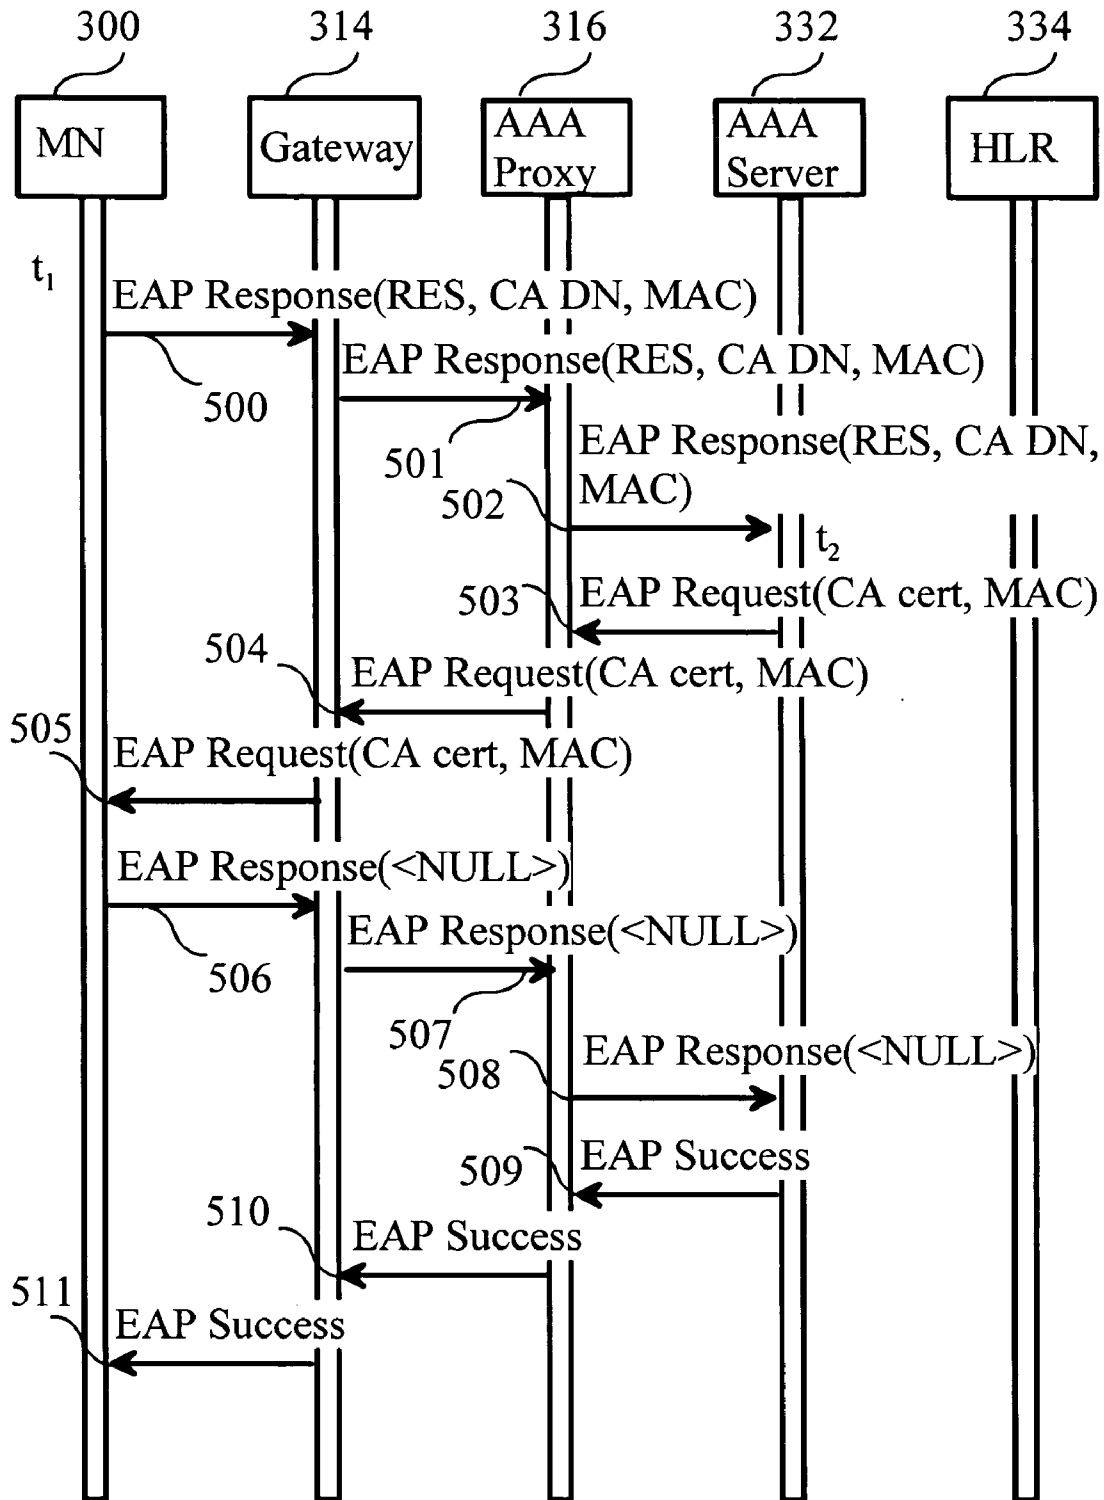 300 314 316 332 334
MN Gateway AAA Proxy AAA Server HLR
t1
EAP Response(RES, CA DN, MAC)
500
EAP Response(RES, CA DN, MAC)
501
EAP Response(RES, CA DN,
MAC)
502
t2
503
EAP Request(CA cert, MAC)
504
EAP Request(CA cert, MAC)
505
EAP Request(CA cert, MAC)
EAP Response(<NULL>)
506
EAP Response(<NULL>)
507
EAP Response(<NULL>)
508
EAP Success
509
510
EAP Success
511
EAP Success